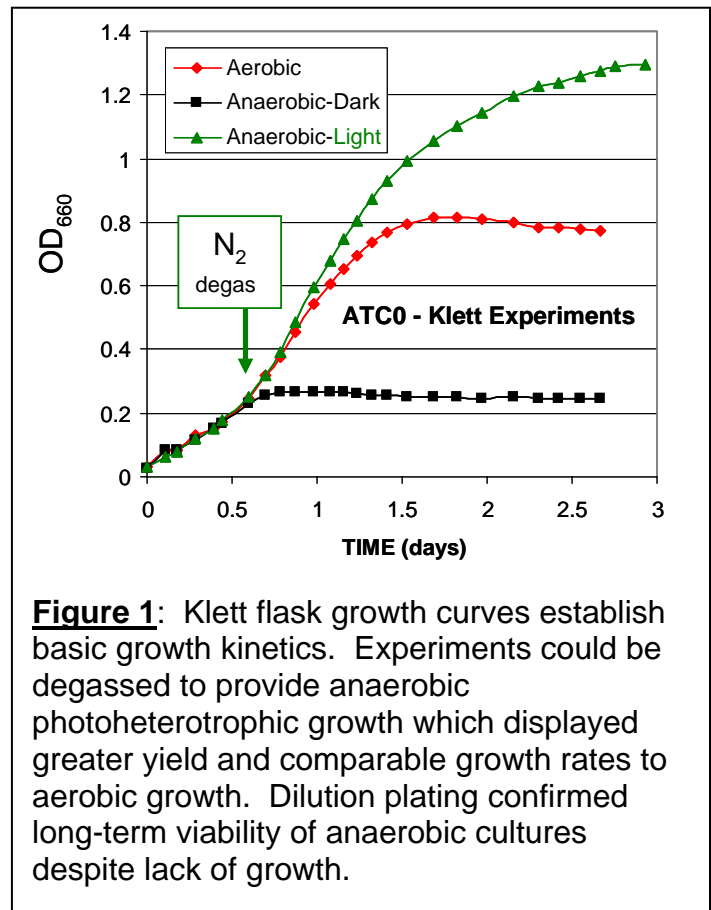 1.4
1.2
1
0.8
0.6
0.4
0.2
0
OD660
Aerobic
Anaerobic-Dark
Anaerobic-Light
N2
degas
ATC0 - Klett Experiments
0 0.5 1 1.5 2 2.5 3
TIME (days)
Figure 1: Klett flask growth curves establish
basic growth kinetics. Experiments could be
degassed to provide anaerobic
photoheterotrophic growth which displayed
greater yield and comparable growth rates to
aerobic growth. Dilution plating confirmed
long-term viability of anaerobic cultures
despite lack of growth.